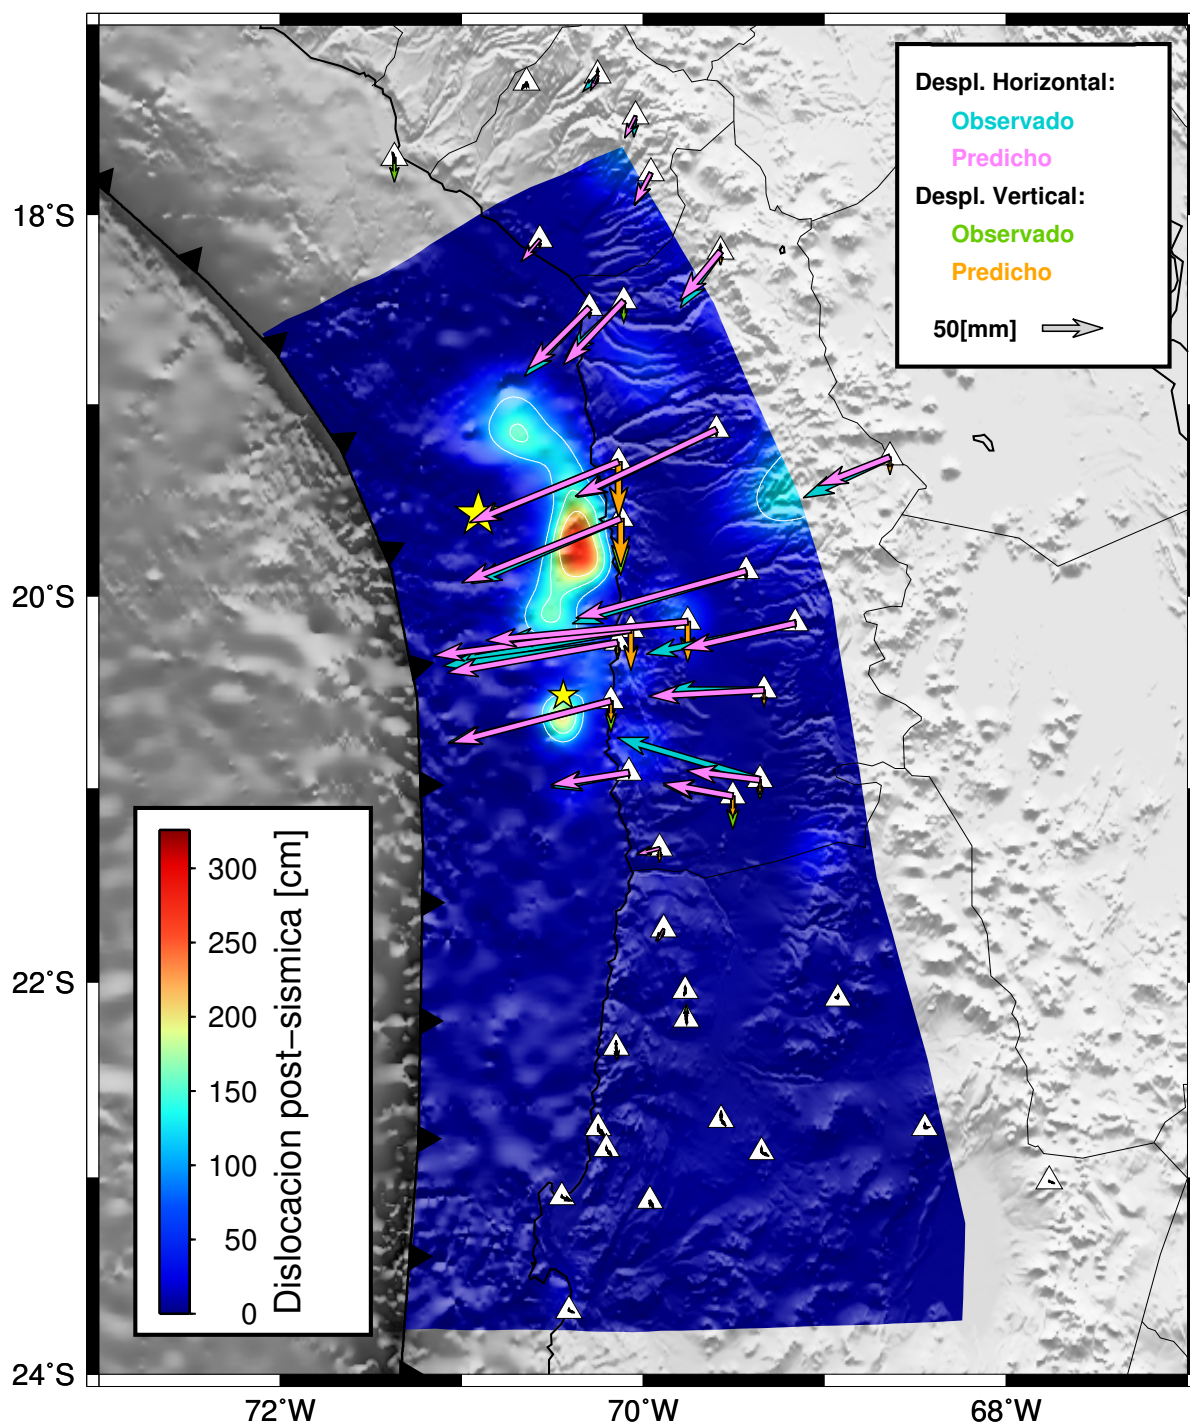 Despl. Horizontal:
Observado
Predicho
Despl. Vertical:
Observado
Predicho
50[mm]
18°S
20°S
22°S
24°S
72°W
70°W
68°W
300
250
200
150
100
50
0
Dislocacion post-sismica [cm]